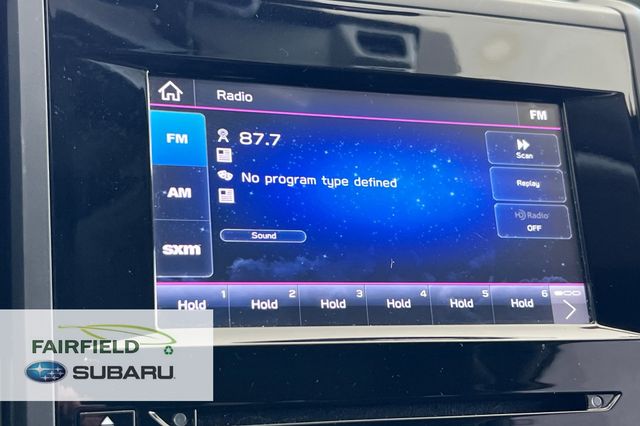 Radio
FM
FM
87.7
Scan
No program type defined
Replay
AM
HD Radio
OFF
Sound
sxm
1 2 3 4 5 6
Hold Hold Hold Hold Hold Hold
FAIRFIELD
SUBARU